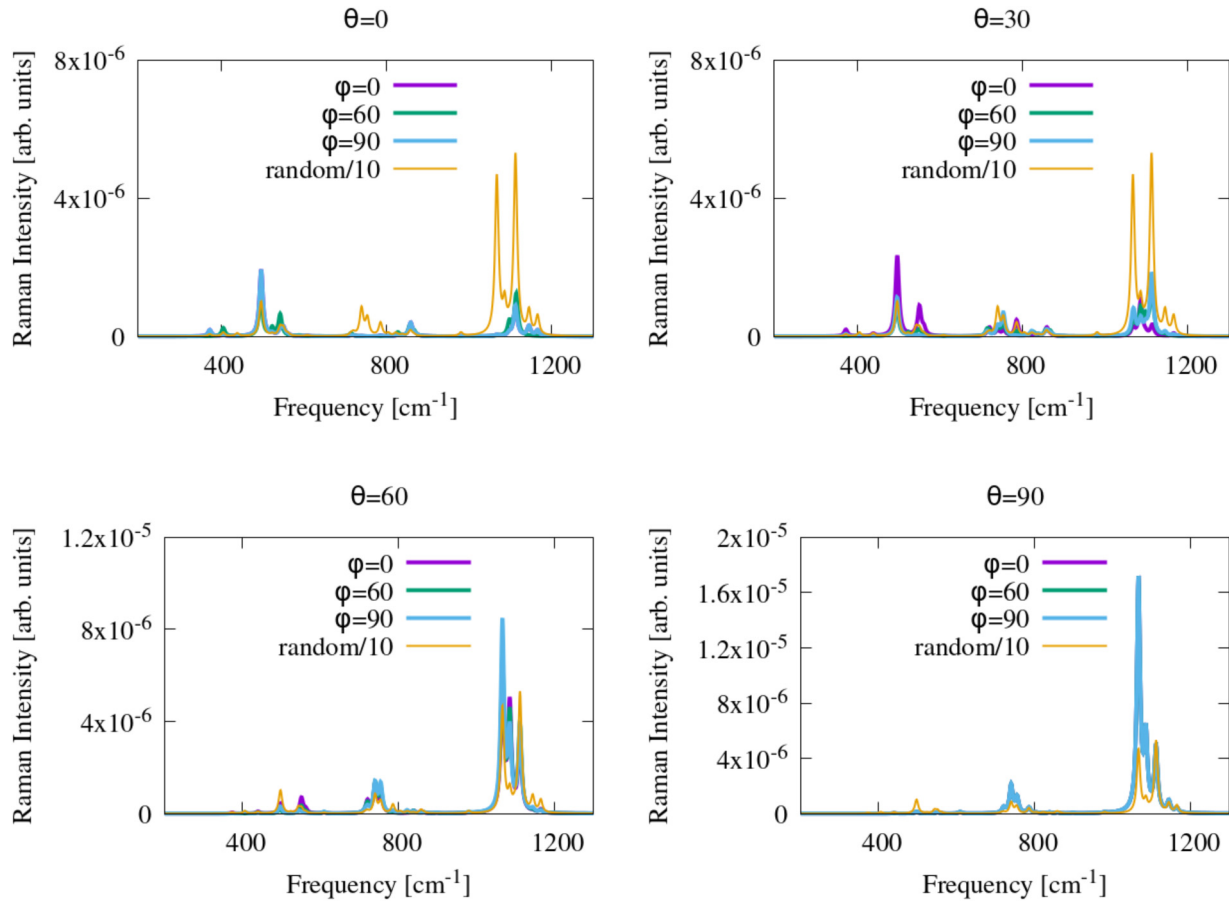 θ=0
8x10⁻⁶
4x10⁻⁶
0
Raman Intensity [arb. units]
φ=0
φ=60
φ=90
random/10
400 800 1200
Frequency [cm⁻¹]
θ=30
8x10⁻⁶
4x10⁻⁶
0
Raman Intensity [arb. units]
φ=0
φ=60
φ=90
random/10
400 800 1200
Frequency [cm⁻¹]
θ=60
1.2x10⁻⁵
8x10⁻⁶
4x10⁻⁶
0
Raman Intensity [arb. units]
φ=0
φ=60
φ=90
random/10
400 800 1200
Frequency [cm⁻¹]
θ=90
2x10⁻⁵
1.6x10⁻⁵
1.2x10⁻⁵
8x10⁻⁶
4x10⁻⁶
0
Raman Intensity [arb. units]
φ=0
φ=60
φ=90
random/10
400 800 1200
Frequency [cm⁻¹]